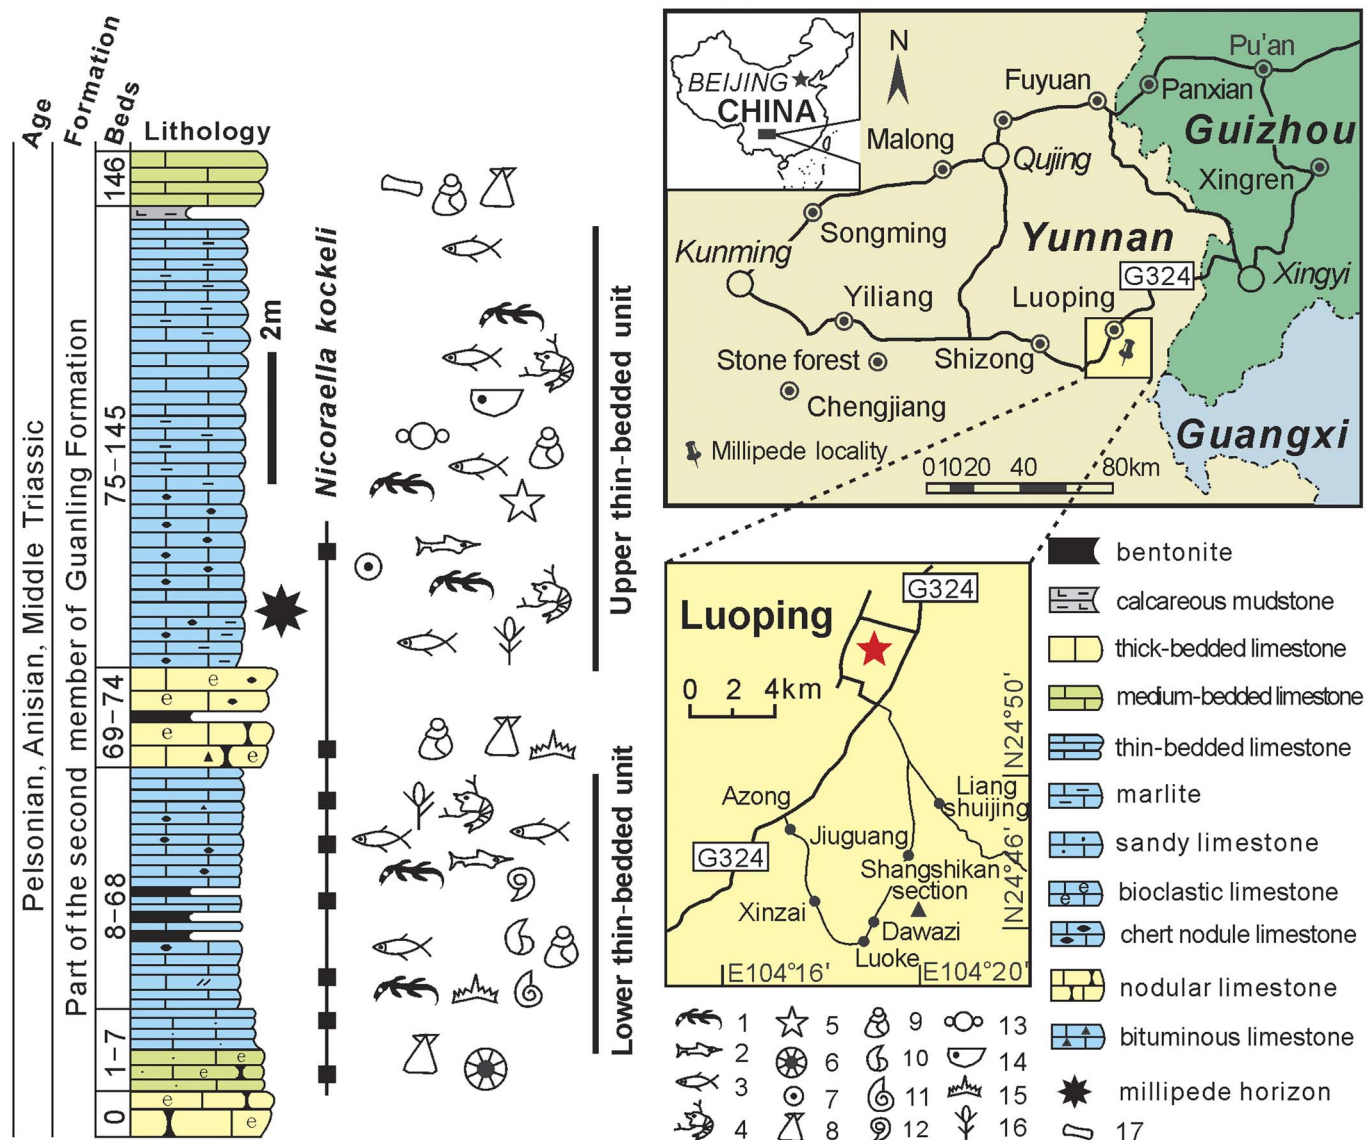 Age
Formation
Beds
Lithology
Pelsonian, Anisian, Middle Triassic
Part of the second member of Guanling Formation
146
75-145
69-74
8-68
1-7
0
e
e
e
e
e
e
e
e
2m
Nicoraella kockeli
Upper thin-bedded unit
Lower thin-bedded unit
BEIJING
CHINA
N
Pu'an
Fuyuan
Panxian
Malong
Guizhou
Qujing
Xingren
Songming
Yunnan
Kunming
G324
Xingyi
Yiliang
Luoping
Stone forest
Shizong
Chengjiang
Guangxi
Millipede locality
0 10 20 40 80km
G324
Luoping
0 2 4km
N24°50'
Liang
shuijing
Azong
Jiuguang
G324
Shangshikan
section
N24°46'
Xinzai
Dawazi
Luoke
E104°16'
E104°20'
bentonite
calcareous mudstone
thick-bedded limestone
medium-bedded limestone
thin-bedded limestone
marlite
sandy limestone
e
e
bioclastic limestone
chert nodule limestone
nodular limestone
bituminous limestone
millipede horizon
1 5 9 13
2 6 10 14
3 7 11 15
4 8 12 16 17